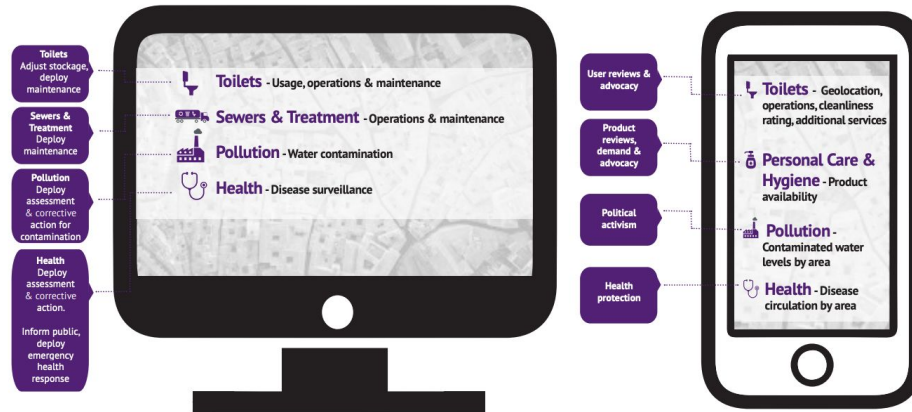 Toilets
Adjust stockage,
deploy
maintenance
Sewers &
Treatment
Deploy
maintenance
Pollution
Deploy
assessment
& corrective
action for
contamination
Health
Deploy
assessment
& corrective
action.
Inform public,
deploy
emergency
health
response
Toilets - Usage, operations & maintenance
Sewers & Treatment - Operations & maintenance
Pollution - Water contamination
Health - Disease surveillance
User reviews &
advocacy
Product
reviews,
demand &
advocacy
Political
activism
Health
protection
Toilets - Geolocation,
operations, cleanliness
rating, additional services
Personal Care &
Hygiene - Product
availability
Pollution -
Contaminated water
levels by area
Health - Disease
circulation by area